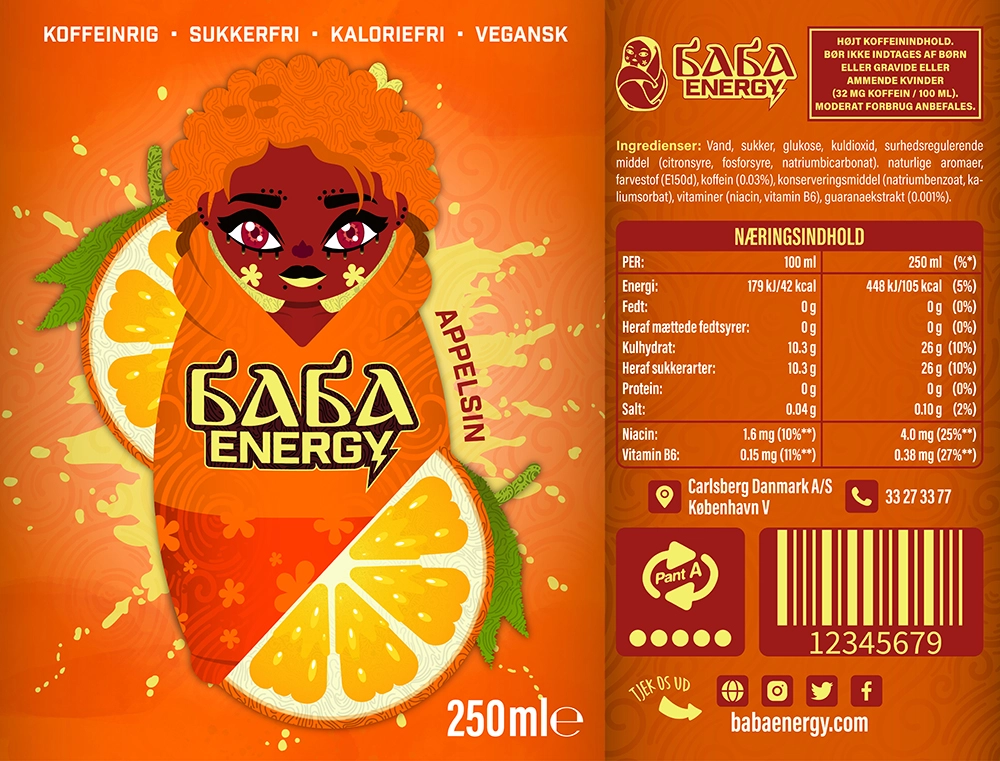 KOFFEINRIG · SUKKERFRI · KALORIEFRI · VEGANSK
БАБА
ENERGY
APPELSIN
250 ml e
БАБА
ENERGY
HØJT KOFFEININDHOLD.
BØR IKKE INDTAGES AF BØRN
ELLER GRAVIDE ELLER
AMMENDE KVINDER
(32 MG KOFFEIN / 100 ML).
MODERAT FORBRUG ANBEFALES.
Ingredienser: Vand, sukker, glukose, kuldioxid, surhedsregulerende
middel (citronsyre, fosforsyre, natriumbicarbonat). naturlige aromaer,
farvestof (E150d), koffein (0.03%), konserveringsmiddel (natriumbenzoat, ka-
liumsorbat), vitaminer (niacin, vitamin B6), guaranaekstrakt (0.001%).
NÆRINGSINDHOLD
PER: 100 ml 250 ml (%*)
Energi: 179 kJ/42 kcal 448 kJ/105 kcal (5%)
Fedt: 0 g 0 g (0%)
Heraf mættede fedtsyrer: 0 g 0 g (0%)
Kulhydrat: 10.3 g 26 g (10%)
Heraf sukkerarter: 10.3 g 26 g (10%)
Protein: 0 g 0 g (0%)
Salt: 0.04 g 0.10 g (2%)
Niacin: 1.6 mg (10%**) 4.0 mg (25%**)
Vitamin B6: 0.15 mg (11%**) 0.38 mg (27%**)
Carlsberg Danmark A/S
København V
33 27 33 77
Pant A
12345679
TJEK OS UD
babaenergy.com